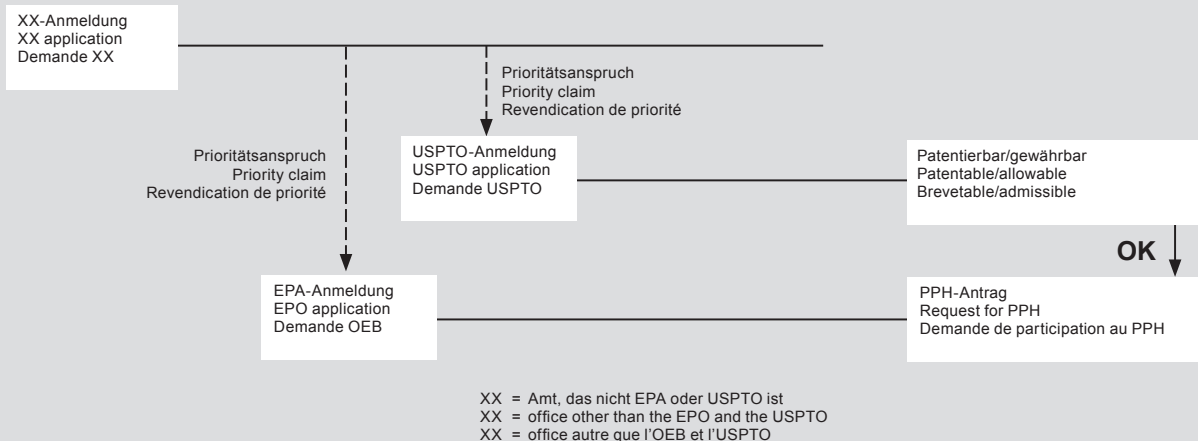 XX-Anmeldung
XX application
Demande XX
Prioritätsanspruch
Priority claim
Revendication de priorité
Prioritätsanspruch
Priority claim
Revendication de priorité
USPTO-Anmeldung
USPTO application
Demande USPTO
Patentierbar/gewährbar
Patentable/allowable
Brevetable/admissible
OK
EPA-Anmeldung
EPO application
Demande OEB
PPH-Antrag
Request for PPH
Demande de participation au PPH
XX = Amt, das nicht EPA oder USPTO ist
XX = office other than the EPO and the USPTO
XX = office autre que l'OEB et l'USPTO